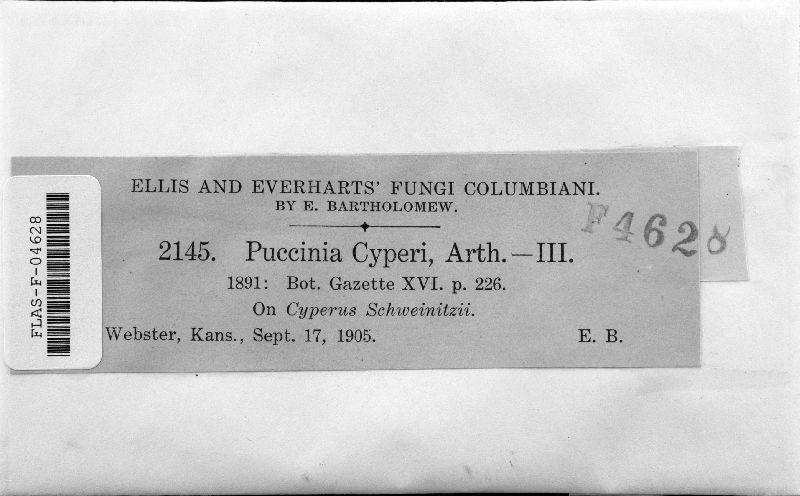 ELLIS AND EVERHARTS' FUNGI COLUMBIANI.
BY E. BARTHOLOMEW.
F4628
2145. Puccinia Cyperi, Arth.—III.
1891: Bot. Gazette XVI. p. 226.
On Cyperus Schweinitzii.
Webster, Kans., Sept. 17, 1905. E. B.
FLAS-F-04628